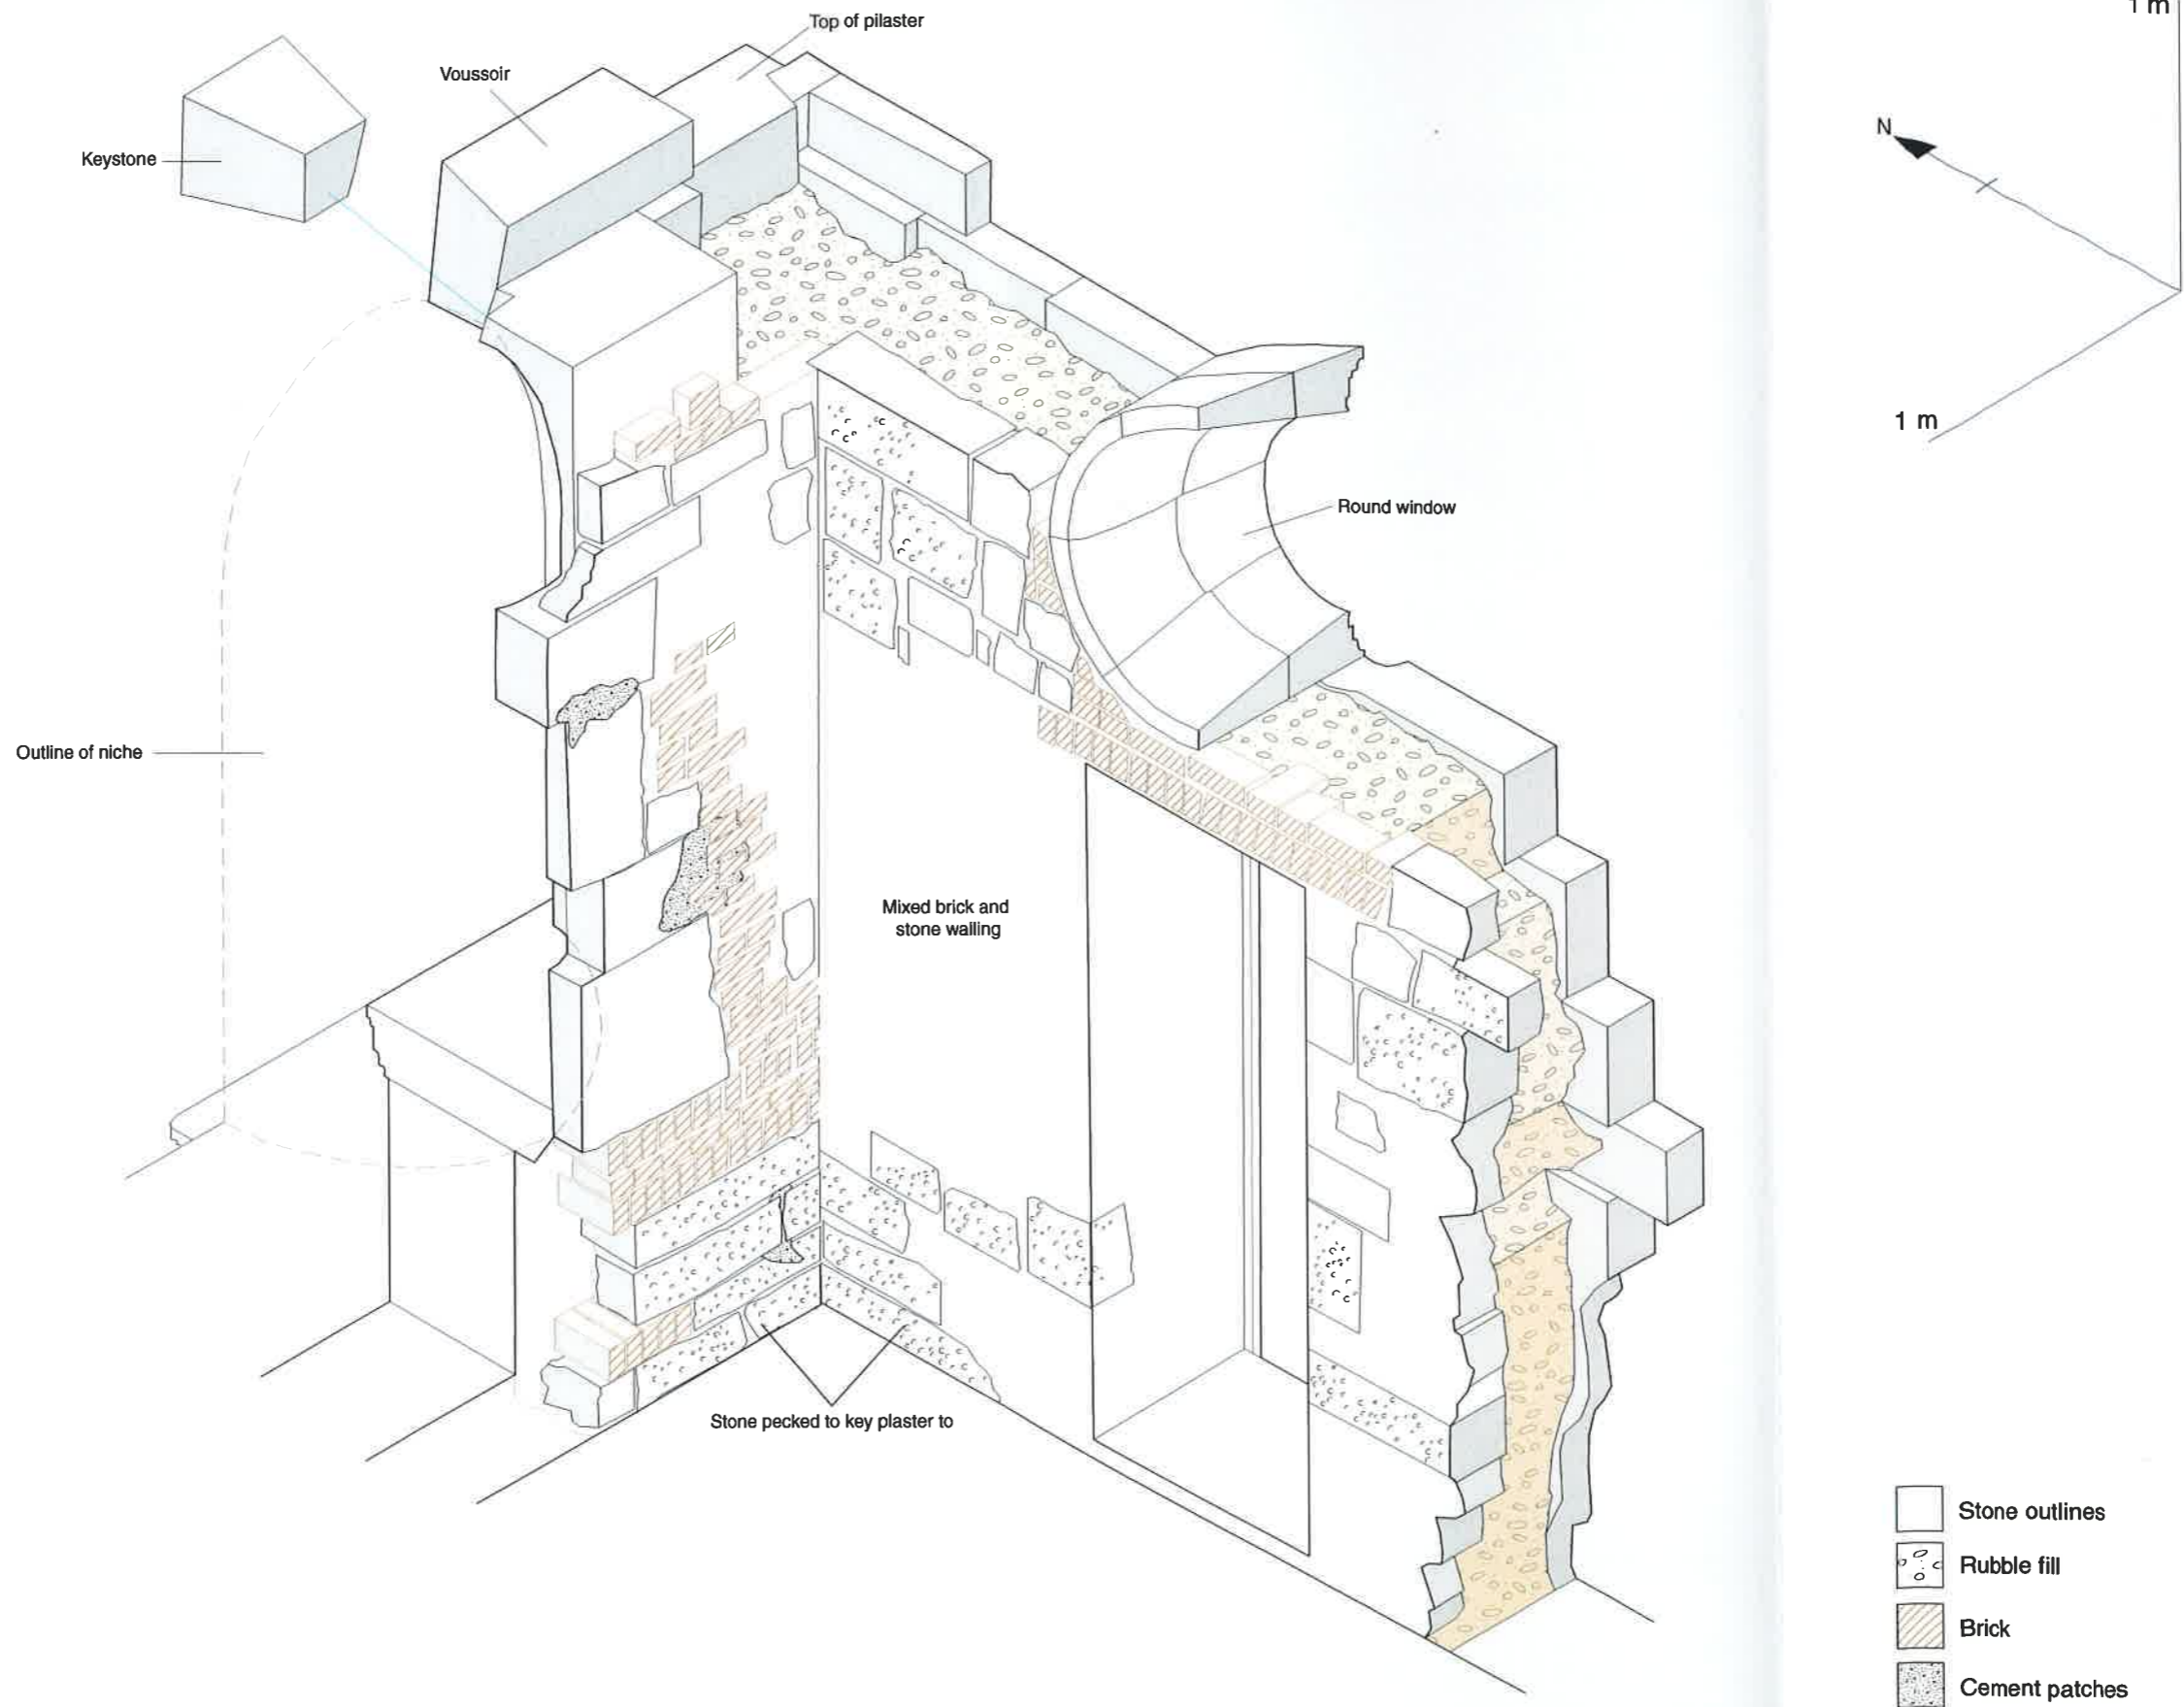 Top of pilaster
1 m
Voussoir
Keystone
N
1 m
Round window
Outline of niche
Mixed brick and
stone walling
Stone pecked to key plaster to
Stone outlines
Rubble fill
Brick
Cement patches